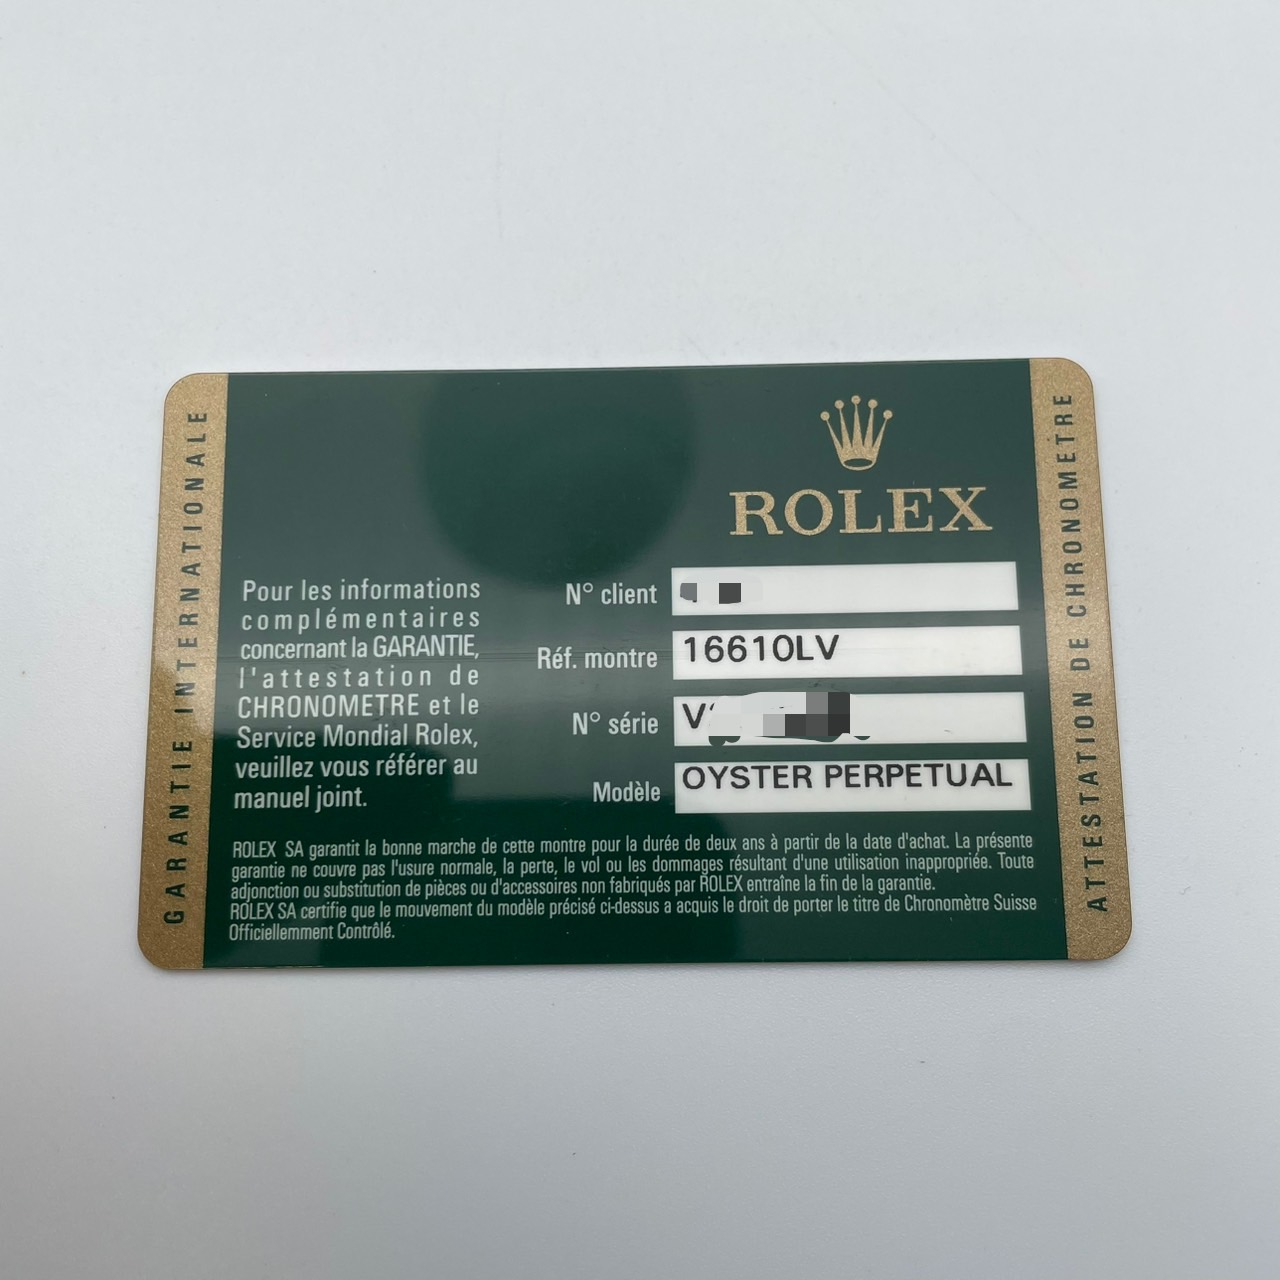 GARANTIE INTERNATIONALE
ROLEX
Pour les informations
complémentaires
concernant la GARANTIE,
l'attestation de
CHRONOMETRE et le
Service Mondial Rolex,
veuillez vous référer au
manuel joint.
N° client
Réf. montre 16610LV
N° série V
Modèle OYSTER PERPETUAL
ROLEX SA garantit la bonne marche de cette montre pour la durée de deux ans à partir de la date d'achat. La présente
garantie ne couvre pas l'usure normale, la perte, le vol ou les dommages résultant d'une utilisation inappropriée. Toute
adjonction ou substitution de pièces ou d'accessoires non fabriqués par ROLEX entraîne la fin de la garantie.
ROLEX SA certifie que le mouvement du modèle précisé ci-dessus a acquis le droit de porter le titre de Chronomètre Suisse
Officiellemment Contrôlé.
ATTESTATION DE CHRONOMETRE